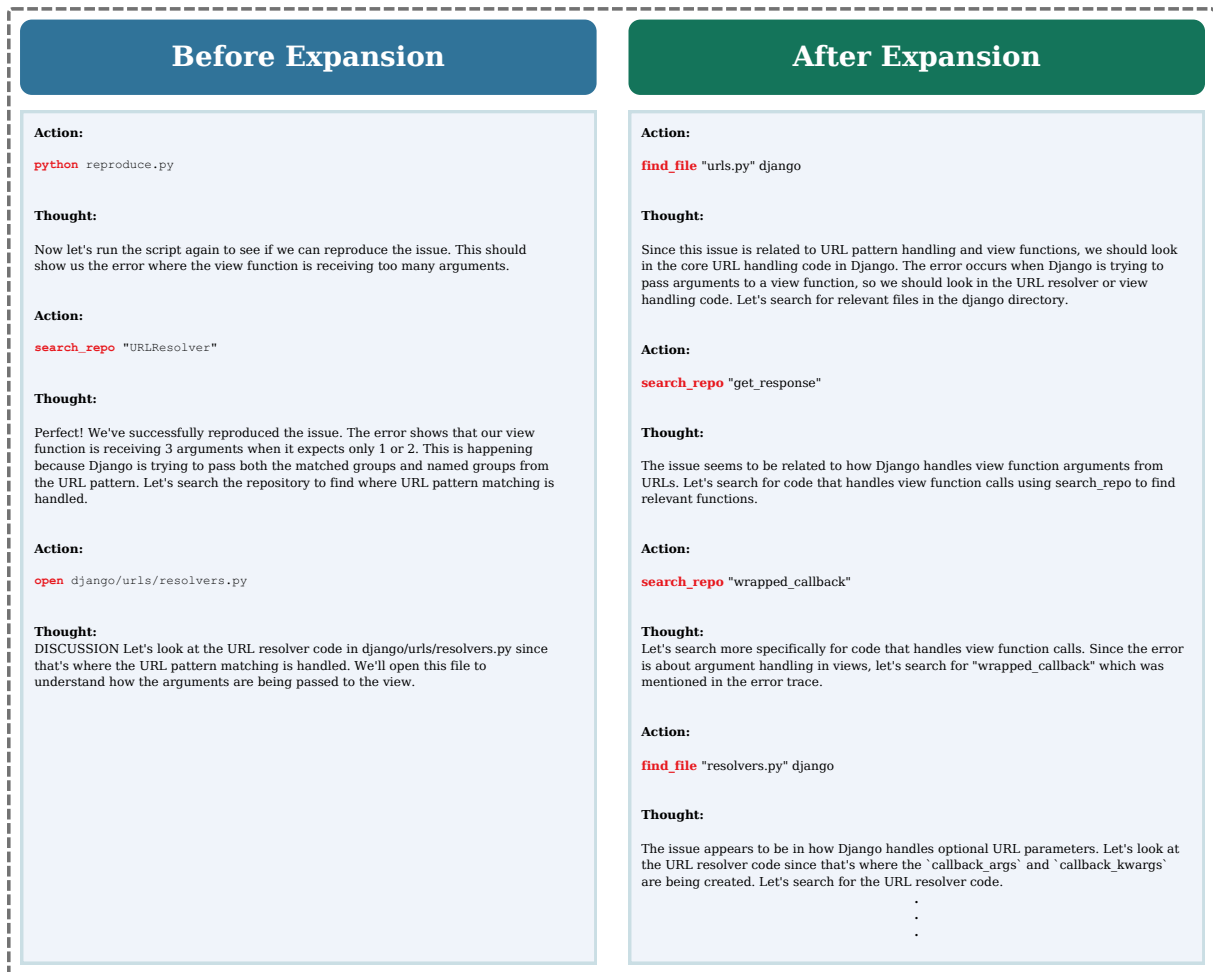 Before Expansion
Action:
python reproduce.py
Thought:
Now let's run the script again to see if we can reproduce the issue. This should
show us the error where the view function is receiving too many arguments.
Action:
search_repo "URLResolver"
Thought:
Perfect! We've successfully reproduced the issue. The error shows that our view
function is receiving 3 arguments when it expects only 1 or 2. This is happening
because Django is trying to pass both the matched groups and named groups from
the URL pattern. Let's search the repository to find where URL pattern matching is
handled.
Action:
open django/urls/resolvers.py
Thought:
DISCUSSION Let's look at the URL resolver code in django/urls/resolvers.py since
that's where the URL pattern matching is handled. We'll open this file to
understand how the arguments are being passed to the view.
After Expansion
Action:
find_file "urls.py" django
Thought:
Since this issue is related to URL pattern handling and view functions, we should look
in the core URL handling code in Django. The error occurs when Django is trying to
pass arguments to a view function, so we should look in the URL resolver or view
handling code. Let's search for relevant files in the django directory.
Action:
search_repo "get_response"
Thought:
The issue seems to be related to how Django handles view function arguments from
URLs. Let's search for code that handles view function calls using search_repo to find
relevant functions.
Action:
search_repo "wrapped_callback"
Thought:
Let's search more specifically for code that handles view function calls. Since the error
is about argument handling in views, let's search for "wrapped_callback" which was
mentioned in the error trace.
Action:
find_file "resolvers.py" django
Thought:
The issue appears to be in how Django handles optional URL parameters. Let's look at
the URL resolver code since that's where the `callback_args` and `callback_kwargs`
are being created. Let's search for the URL resolver code.
.
.
.